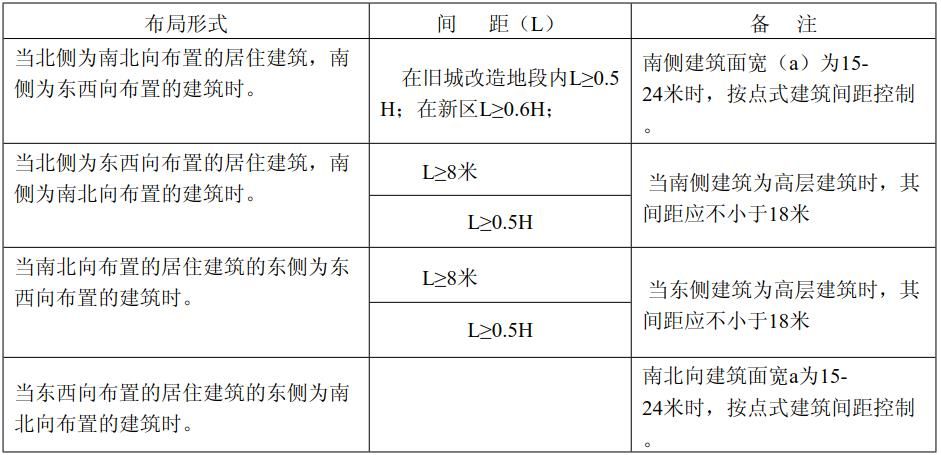 布局形式
间 距（L）
备 注
当北侧为南北向布置的居住建筑，南
侧为东西向布置的建筑时。
在旧城改造地段内L≥0.5
H；在新区L≥0.6H；
南侧建筑面宽（a）为15-
24米时，按点式建筑间距控制
。
当北侧为东西向布置的居住建筑，南
侧为南北向布置的建筑时。
L≥8米
L≥0.5H
当南侧建筑为高层建筑时，其
间距应不小于18米
当南北向布置的居住建筑的东侧为东
西向布置的建筑时。
L≥8米
L≥0.5H
当东侧建筑为高层建筑时，其
间距应不小于18米
当东西向布置的居住建筑的东侧为南
北向布置的建筑时。
南北向建筑面宽a为15-
24米时，按点式建筑间距控制
。